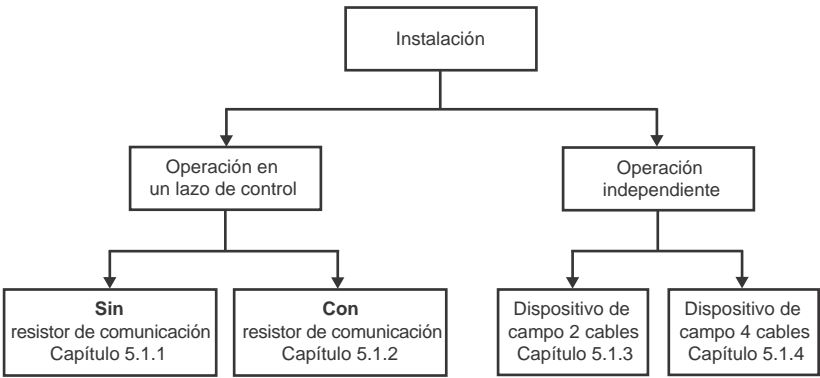 Instalación
Operación en
un lazo de control
Operación
independiente
Sin
resistor de comunicación
Capítulo 5.1.1
Con
resistor de comunicación
Capítulo 5.1.2
Dispositivo de
campo 2 cables
Capítulo 5.1.3
Dispositivo de
campo 4 cables
Capítulo 5.1.4